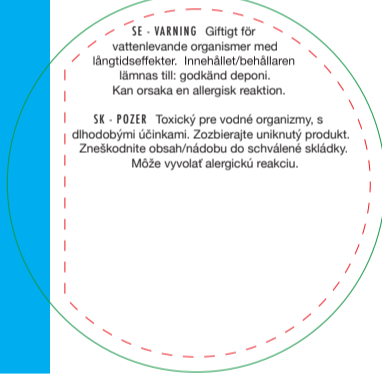 SE - VARNING Giftigt för
vattenlevande organismer med
långtidseffekter. Innehållet/behållaren
lämnas till: godkänd deponi.
Kan orsaka en allergisk reaktion.
SK - POZER Toxický pre vodné organizmy, s
dlhodobými účinkami. Zozbierajte uniknutý produkt.
Zneškodnite obsah/nádobu do schválené skládky.
Môže vyvolať alergickú reakciu.